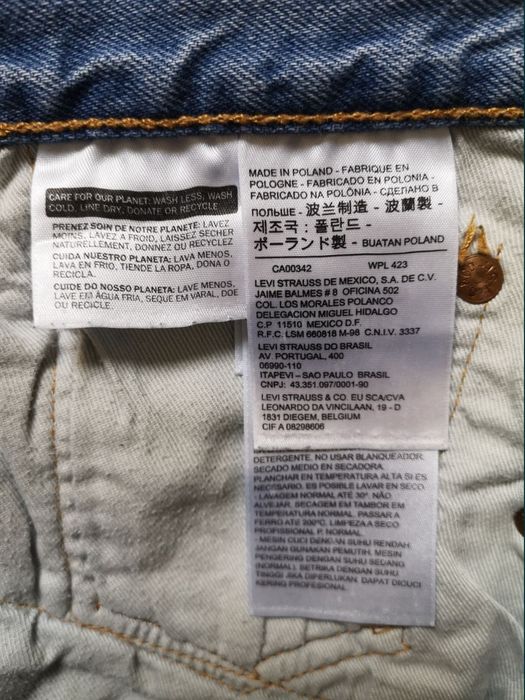 CARE FOR OUR PLANET: WASH LESS, WASH
COLD, LINE DRY, DONATE OR RECYCLE
PRENEZ SOIN DE NOTRE PLANETE: LAVEZ
MOINS, LAVEZ A FROID, LAISSEZ SÉCHER
NATURELLEMENT, DONNEZ OU RECYCLEZ
CUIDA NUESTRO PLANETA: LAVA MENOS,
LAVA EN FRIO, TIENDE LA ROPA, DONA O
RECICLA.
CUIDE DO NOSSO PLANETA: LAVE MENOS,
LAVE EM ÁGUA FRIA, SEQUE EM VARAL, DOE
OU RECICLE.
MADE IN POLAND - FABRIQUE EN
POLOGNE - FABRICADO EN POLONIA -
FABRICADO NA POLÔNIA - СДЕЛАНО В
ПОЛЬШЕ - 波兰制造 - 波蘭製 -
제조국 : 폴란드 -
ポーランド製 - BUATAN POLAND
CA00342 WPL 423
LEVI STRAUSS DE MEXICO, S.A. DE C.V.
JAIME BALMES # 8 OFICINA 502
COL. LOS MORALES POLANCO
DELEGACION MIGUEL HIDALGO
C.P 11510 MEXICO D.F.
R.F.C. LSM 660818 M-98 C.N.I.V. 3337
LEVI STRAUSS DO BRASIL
AV. PORTUGAL, 400
06990-110
ITAPEVI – SAO PAULO BRASIL
CNPJ: 43.351.097/0001-90
LEVI STRAUSS & CO. EU SCA/CVA
LEONARDO DA VINCILAAN, 19 - D
1831 DIEGEM, BELGIUM
CIF A 08298606
DETERGENTE, NO USAR BLANQUEADOR,
SECADO MEDIO EN SECADORA.
PLANCHAR EN TEMPERATURA ALTA SI ES
NECESARIO. ES POSIBLE LAVAR EN SECO.
- LAVAGEM NORMAL ATÉ 30º. NÃO
ALVEJAR. SECAGEM EM TAMBOR EM
TEMPERATURA NORMAL. PASSAR A
FERRO ATÉ 200ºC. LIMPEZA A SECO
PROFISSIONAL P. NORMAL.
- MESIN CUCI DENGAN SUHU RENDAH
JANGAN GUNAKAN PEMUTIH. MESIN
PENGERING DENGAN SUHU SEDANG
(NORMAL). SETRIKA DENGAN SUHU
TINGGI JIKA DIPERLUKAN. DAPAT DICUCI
KERING PROFESIONAL.